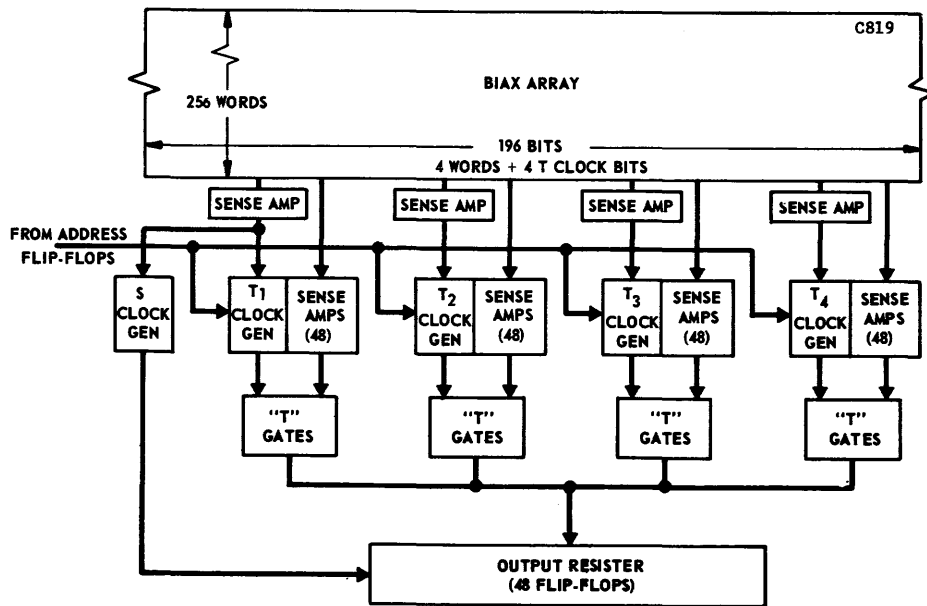 C819
BIAX ARRAY
256 WORDS
196 BITS
4 WORDS + 4 T CLOCK BITS
SENSE AMP
SENSE AMP
SENSE AMP
SENSE AMP
FROM ADDRESS
FLIP-FLOPS
S
CLOCK
GEN
T1
CLOCK
GEN
SENSE
AMPS
(48)
T2
CLOCK
GEN
SENSE
AMPS
(48)
T3
CLOCK
GEN
SENSE
AMPS
(48)
T4
CLOCK
GEN
SENSE
AMPS
(48)
"T"
GATES
"T"
GATES
"T"
GATES
"T"
GATES
OUTPUT RESISTER
(48 FLIP-FLOPS)